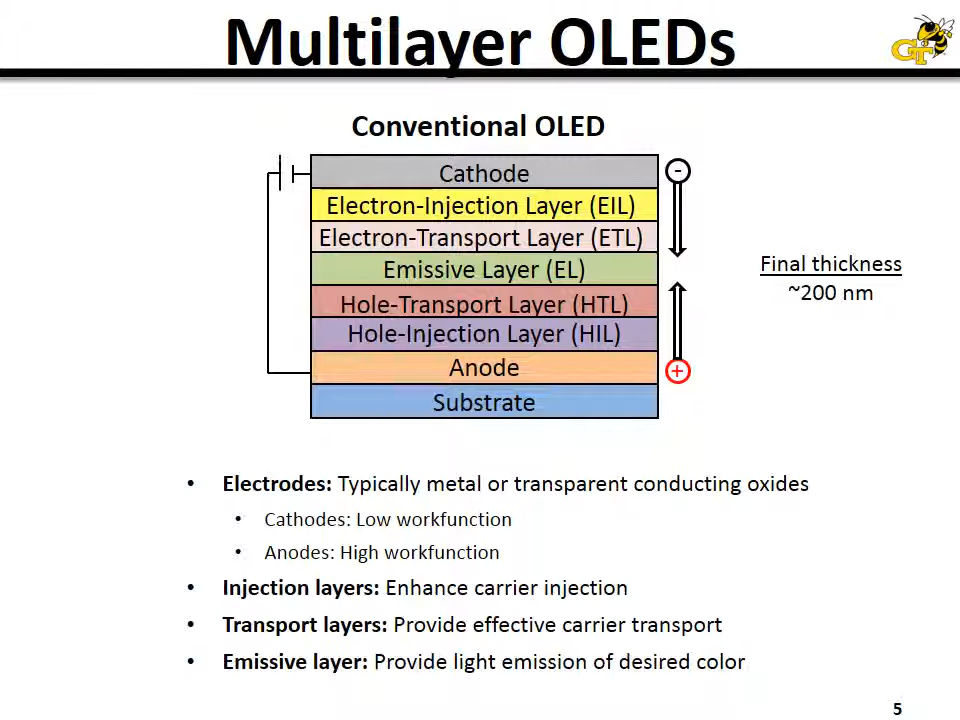 Multilayer OLEDs
GT
Conventional OLED
Cathode
-
Electron-Injection Layer (EIL)
Electron-Transport Layer (ETL)
Emissive Layer (EL)
Final thickness
~200 nm
Hole-Transport Layer (HTL)
Hole-Injection Layer (HIL)
Anode
+
Substrate
• Electrodes: Typically metal or transparent conducting oxides
• Cathodes: Low workfunction
• Anodes: High workfunction
• Injection layers: Enhance carrier injection
• Transport layers: Provide effective carrier transport
• Emissive layer: Provide light emission of desired color
5